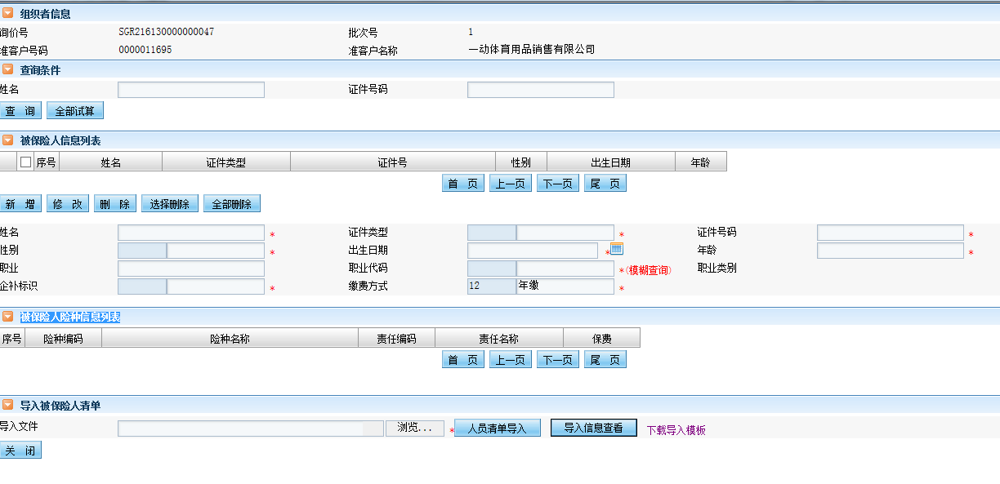 组织者信息
询价号 SGR216130000000047 批次号 1
准客户号码 0000011695 准客户名称 一动体育用品销售有限公司
查询条件
姓名 证件号码
查 询 全部试算
被保险人信息列表
序号 姓名 证件类型 证件号 性别 出生日期 年龄
首 页 上一页 下一页 尾 页
新 增 修 改 删 除 选择删除 全部删除
姓名 * 证件类型 * 证件号码 *
性别 * 出生日期 * 年龄 *
职业 职业代码 *(模糊查询) 职业类别
企补标识 * 缴费方式 12 年缴 *
被保险人险种信息列表
序号 险种编码 险种名称 责任编码 责任名称 保费
首 页 上一页 下一页 尾 页
导入被保险人清单
导入文件 浏览... * 人员清单导入 导入信息查看 下载导入模板
关 闭